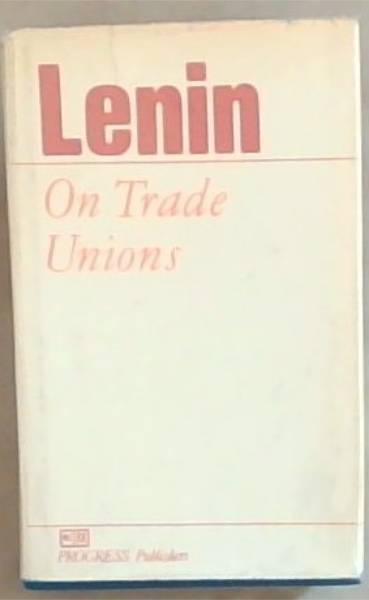 Lenin
On Trade
Unions
PROGRESS Publishers